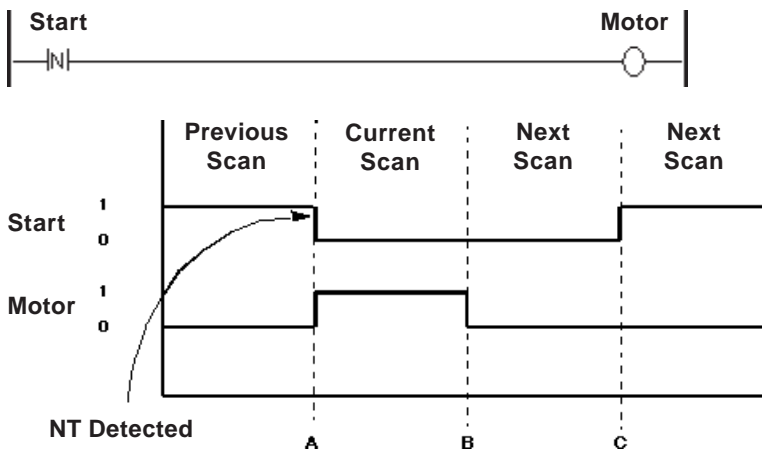 Start Motor
N
Previous Scan Current Scan Next Scan Next Scan
Start 1
0
Motor 1
0
NT Detected
A B C